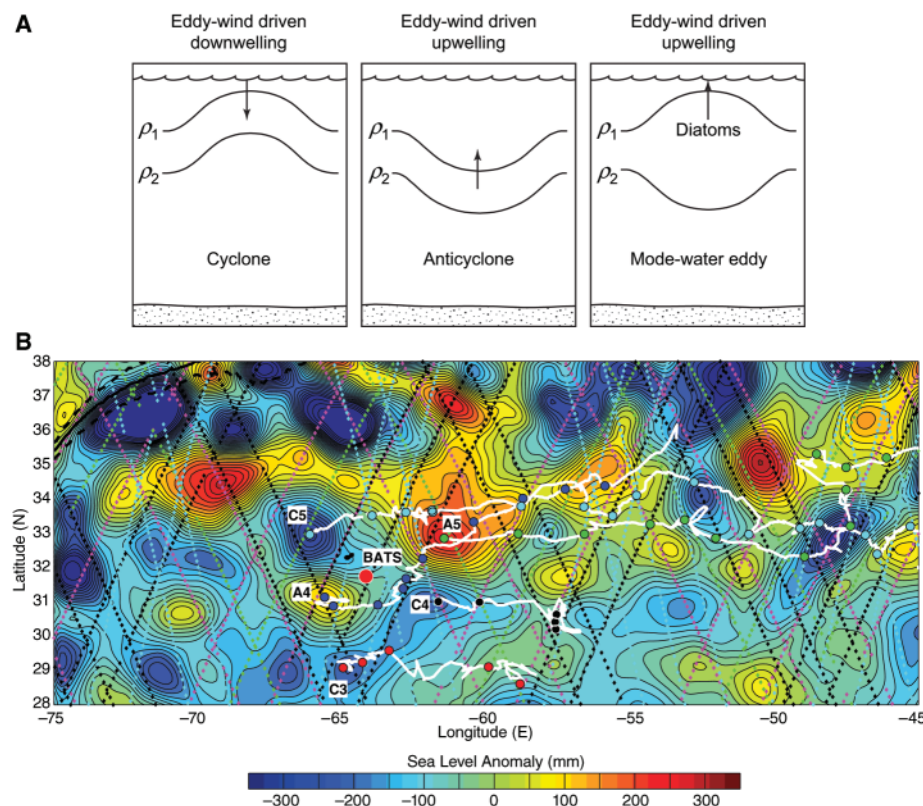 A
Eddy-wind driven downwelling
Eddy-wind driven upwelling
Eddy-wind driven upwelling
ρ1
ρ2
Cyclone
ρ1
ρ2
Anticyclone
ρ1
Diatoms
ρ2
Mode-water eddy
B
38
37
36
35
34
33
32
31
30
29
28
Latitude (N)
C5
A5
BATS
A4
C4
C3
−75 −70 −65 −60 −55 −50 −45
Longitude (E)
Sea Level Anomaly (mm)
−300 −200 −100 0 100 200